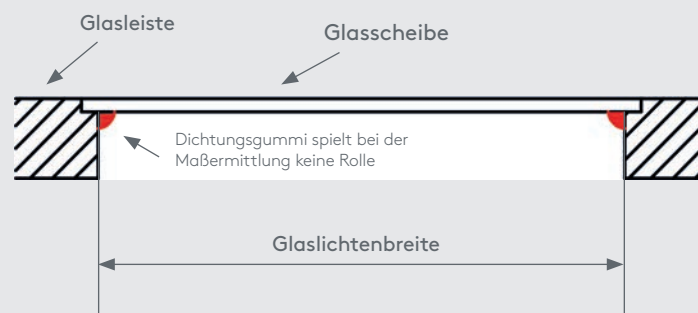 Glasleiste
Glasscheibe
Dichtungsgummi spielt bei der
Maßermittlung keine Rolle
Glaslichtenbreite